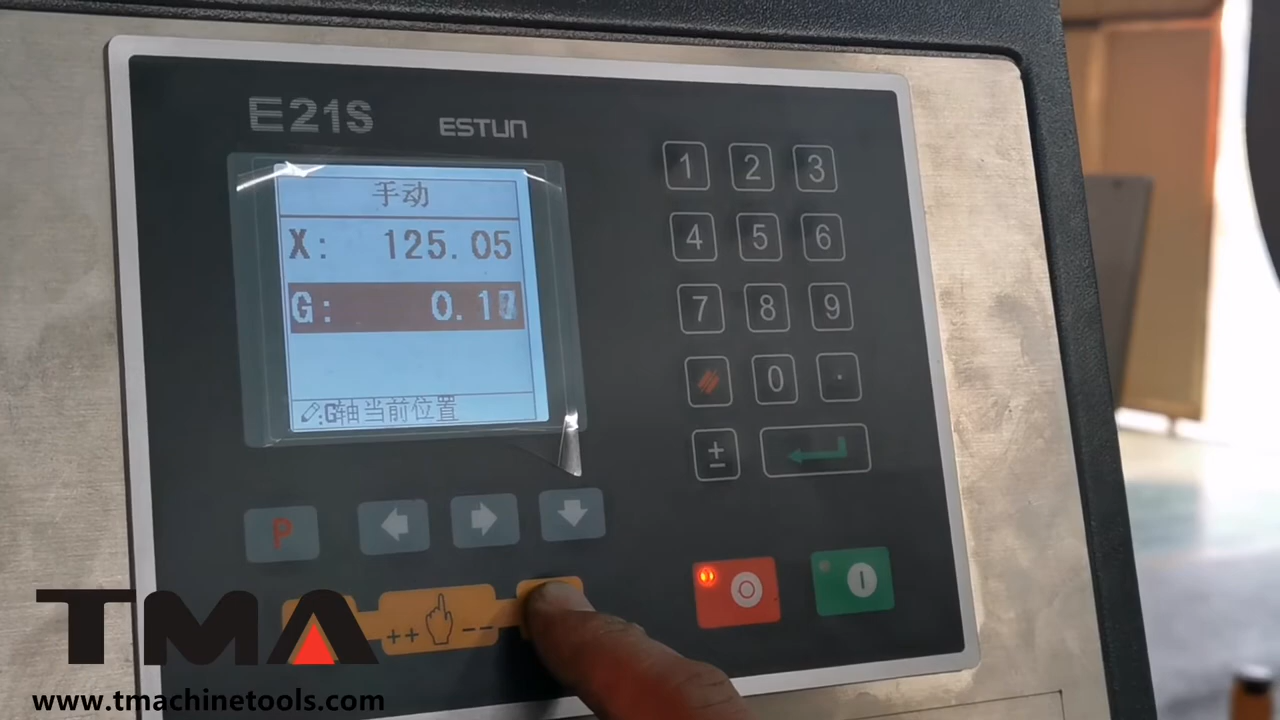 E21S
ESTUN
手动
X: 125.05
G: 0.1
G轴当前位置
1 2 3
4 5 6
7 8 9
0 .
±
P
++ --
TMA
www.tmachinetools.com